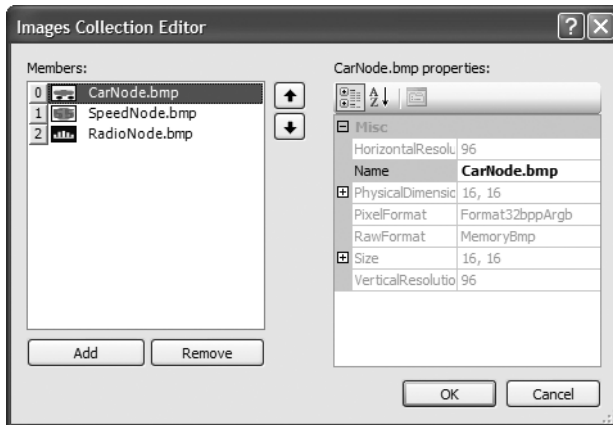 Images Collection Editor
Members:
0 CarNode.bmp
1 SpeedNode.bmp
2 RadioNode.bmp
Add
Remove
CarNode.bmp properties:
Misc
HorizontalResolu 96
Name CarNode.bmp
PhysicalDimensic 16, 16
PixelFormat Format32bppArgb
RawFormat MemoryBmp
Size 16, 16
VerticalResolutio 96
OK
Cancel